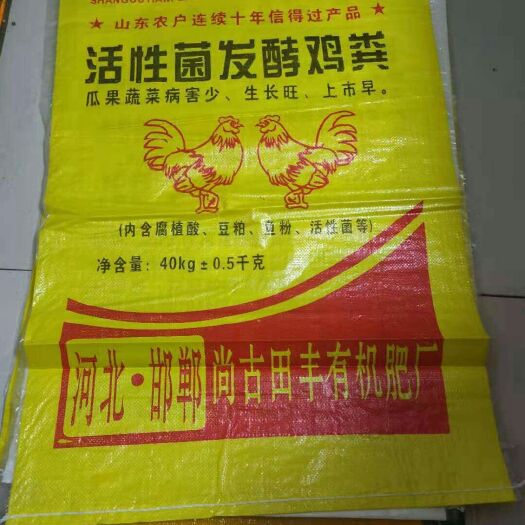 ★ 山东农户连续十年信得过产品 ★
活性菌发酵鸡粪
瓜果蔬菜病害少、生长旺、上市早。
(内含腐植酸、豆粕、鱼粉、活性菌等)
净含量: 40kg±0.5千克
河北·邯郸 尚古田丰有机肥厂